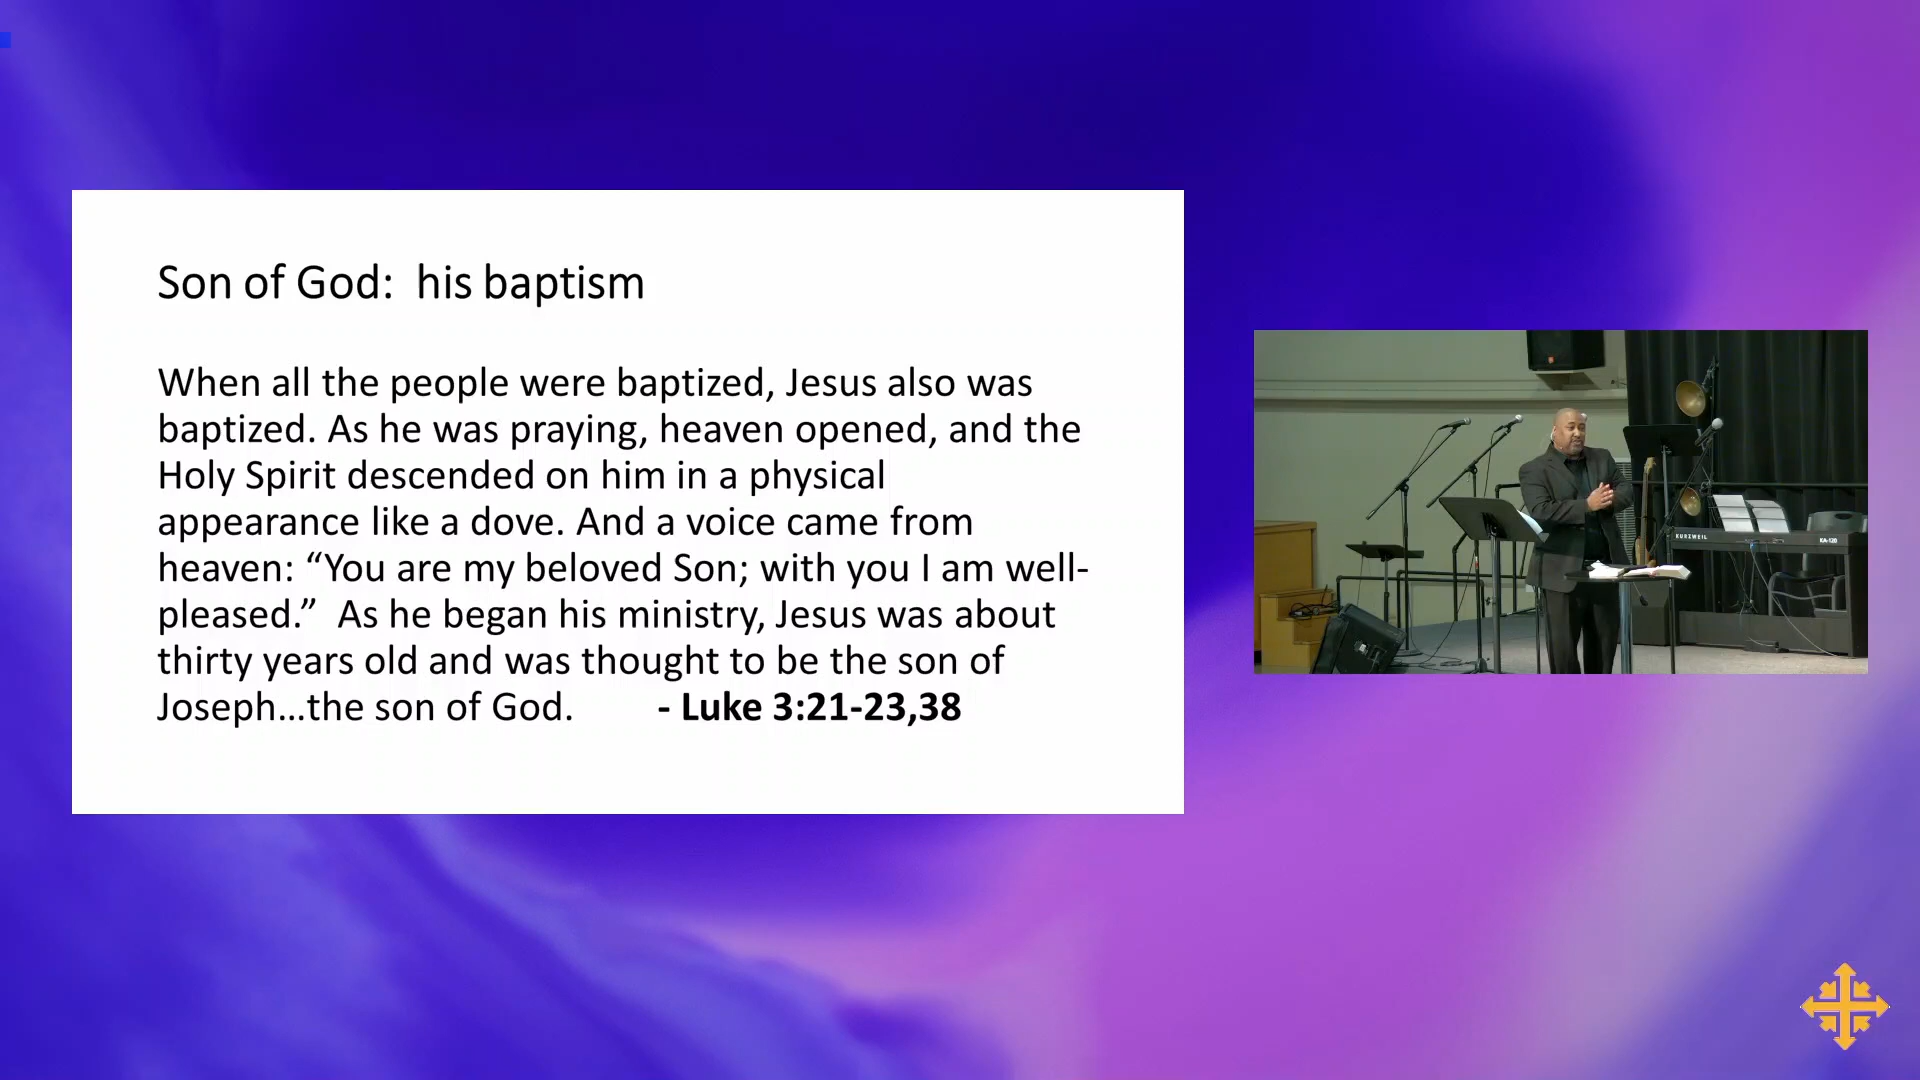 Son of God:  his baptism
When all the people were baptized, Jesus also was
baptized. As he was praying, heaven opened, and the
Holy Spirit descended on him in a physical
appearance like a dove. And a voice came from
heaven: “You are my beloved Son; with you I am well-
pleased.”  As he began his ministry, Jesus was about
thirty years old and was thought to be the son of
Joseph…the son of God.        - Luke 3:21-23,38
KURZWEIL
KA-120